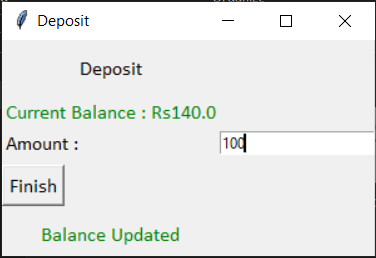 Deposit
Deposit
Current Balance : Rs140.0
Amount : 100
Finish
Balance Updated